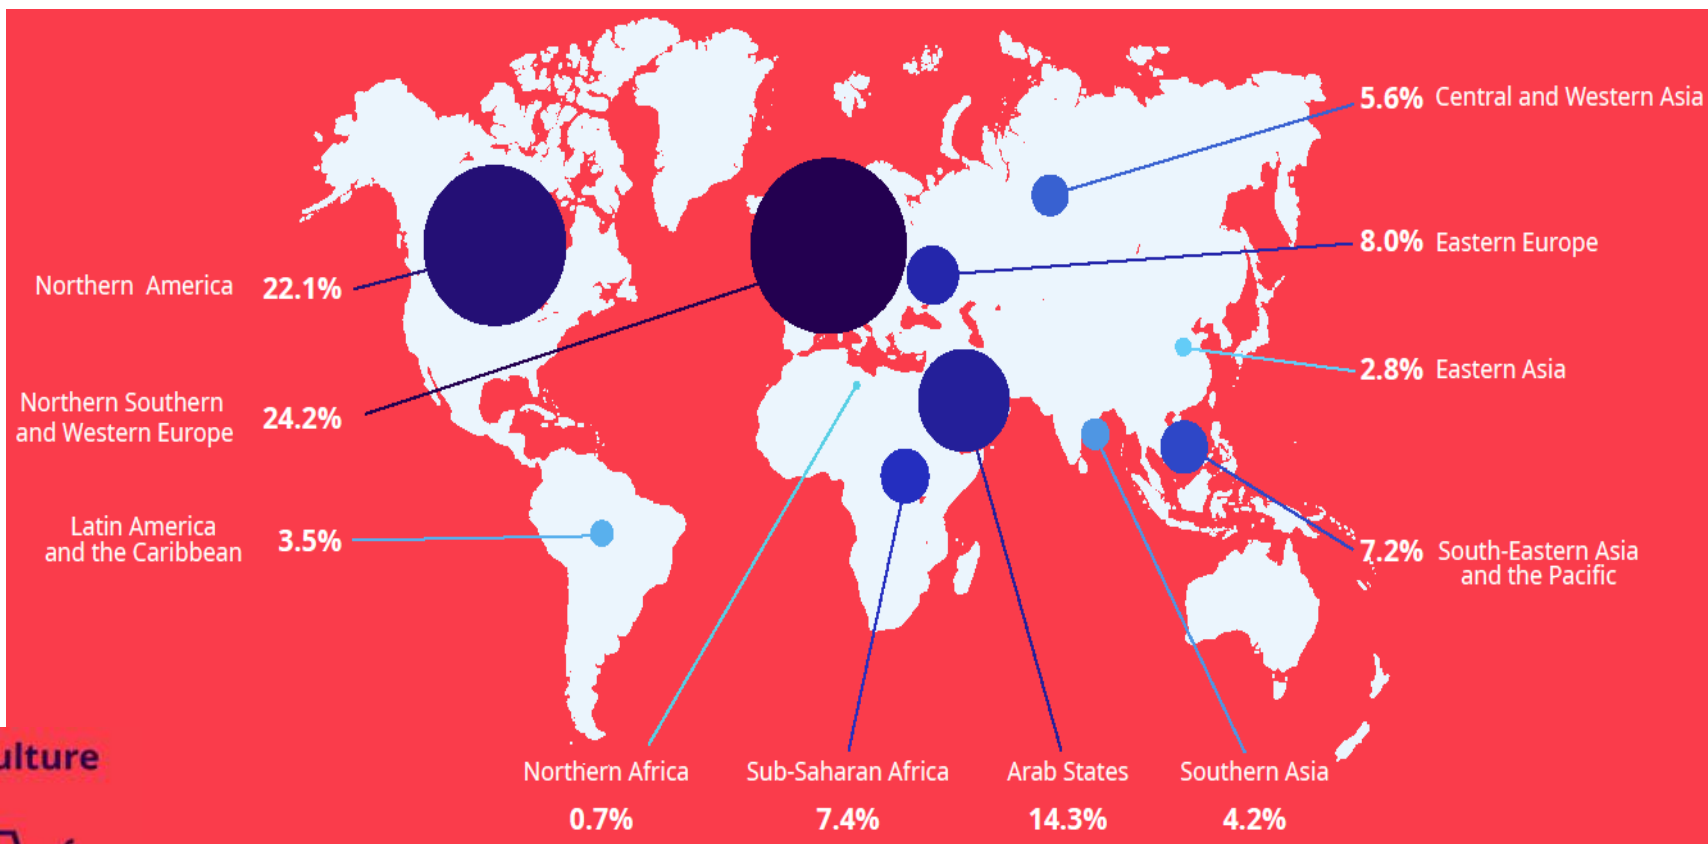 5.6% Central and Western Asia
8.0% Eastern Europe
Northern America 22.1%
2.8% Eastern Asia
Northern Southern
and Western Europe 24.2%
Latin America
and the Caribbean 3.5%
7.2% South-Eastern Asia
and the Pacific
Northern Africa
0.7%
Sub-Saharan Africa
7.4%
Arab States
14.3%
Southern Asia
4.2%